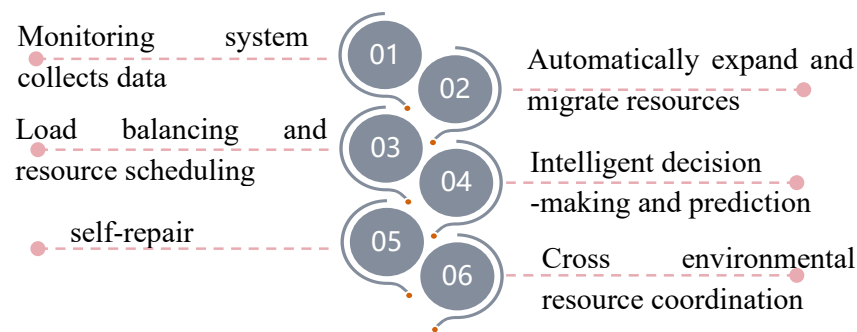 Monitoring system
collects data
01
Automatically expand and
migrate resources
02
Load balancing and
resource scheduling
03
Intelligent decision
-making and prediction
04
self-repair
05
Cross environmental
resource coordination
06